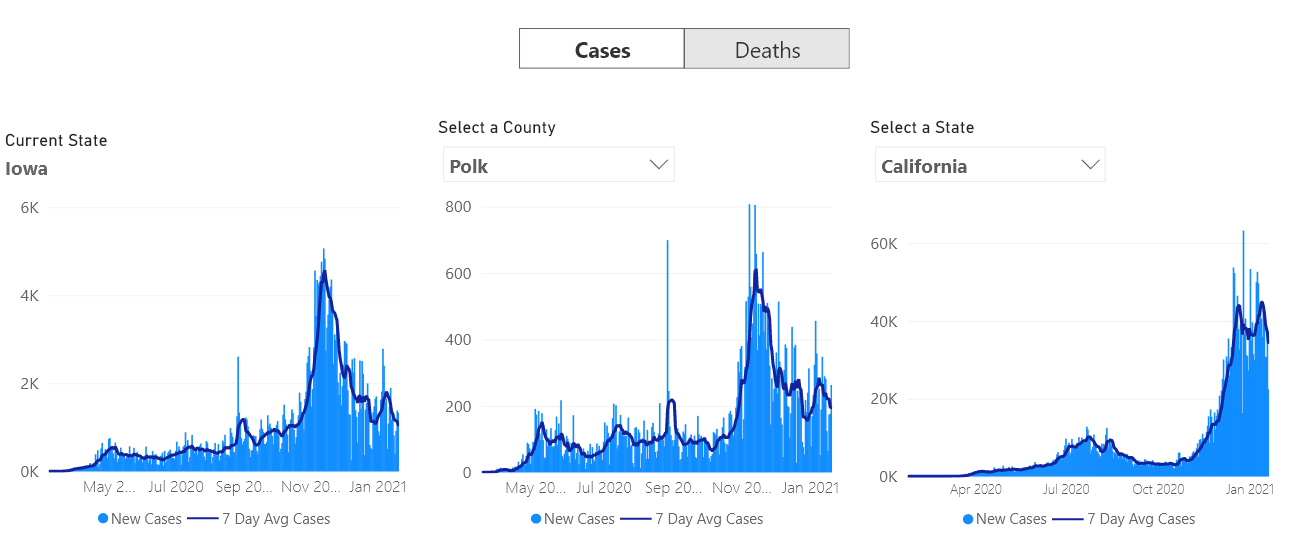 Cases Deaths
Current State
Iowa
6K
4K
2K
0K
May 2... Jul 2020 Sep 20... Nov 20... Jan 2021
New Cases 7 Day Avg Cases
Select a County
Polk
800
600
400
200
0
May 20... Jul 2020 Sep 20... Nov 20... Jan 2021
New Cases 7 Day Avg Cases
Select a State
California
60K
40K
20K
0K
Apr 2020 Jul 2020 Oct 2020 Jan 2021
New Cases 7 Day Avg Cases